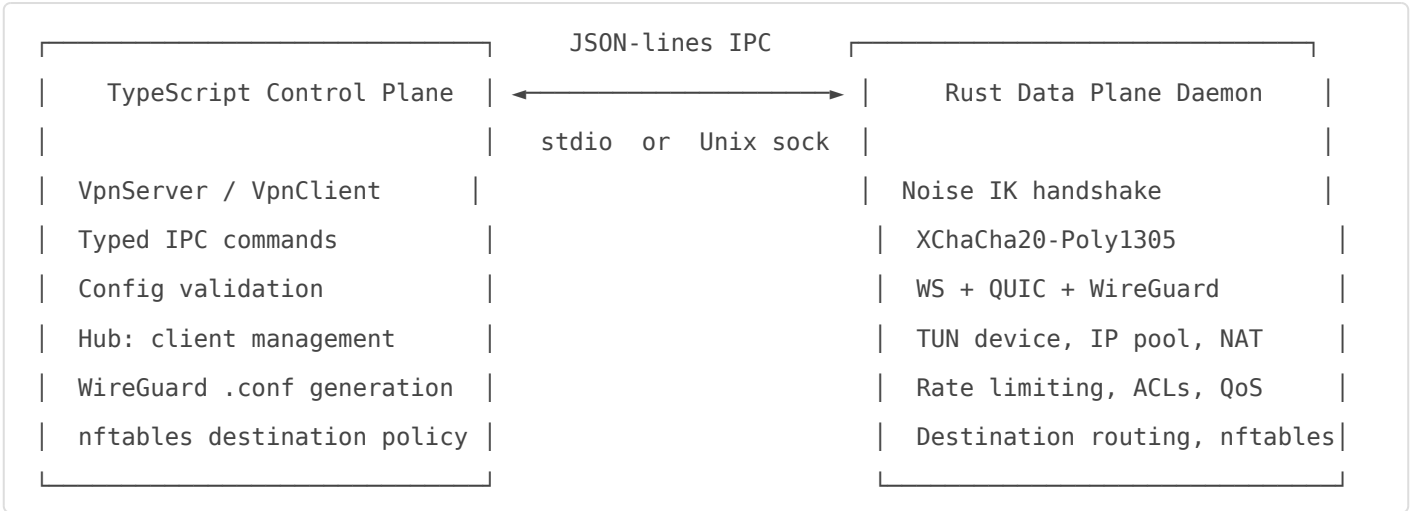 JSON-lines IPC
TypeScript Control Plane Rust Data Plane Daemon
stdio or Unix sock
VpnServer / VpnClient Noise IK handshake
Typed IPC commands XChaCha20-Poly1305
Config validation WS + QUIC + WireGuard
Hub: client management TUN device, IP pool, NAT
WireGuard .conf generation Rate limiting, ACLs, QoS
nftables destination policy Destination routing, nftables